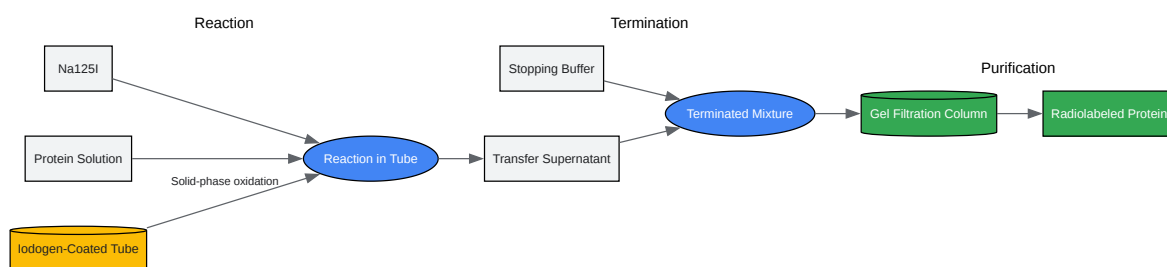 Reaction
Termination
Purification
Na125I
Stopping Buffer
Terminated Mixture
Gel Filtration Column
Radiolabeled Protein
Protein Solution
Reaction in Tube
Transfer Supernatant
Solid-phase oxidation
Iodogen-Coated Tube